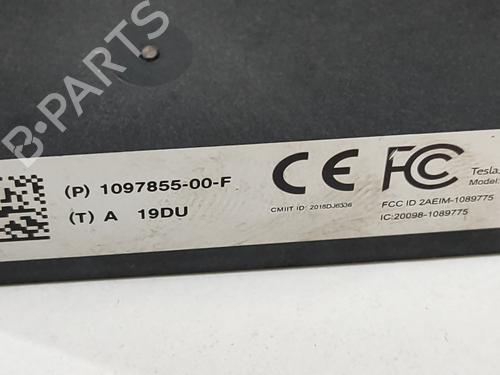 B-PARTS
(P) 1097855-00-F
(T) A 19DU
CE
FC
CMIIT ID: 2018DJ6336
Tesla
Model
FCC ID 2AEIM-1089775
IC:20098-1089775